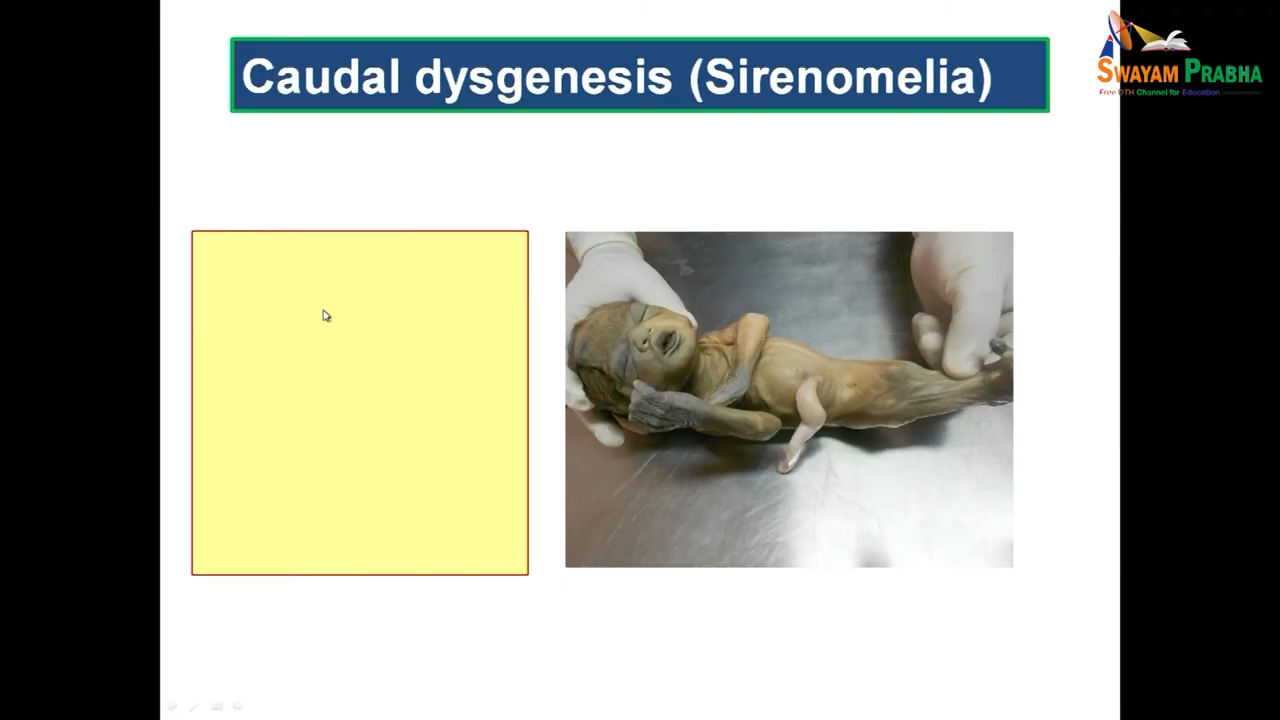 Caudal dysgenesis (Sirenomelia)
SWAYAM PRABHA
Free DTH Channel for Education